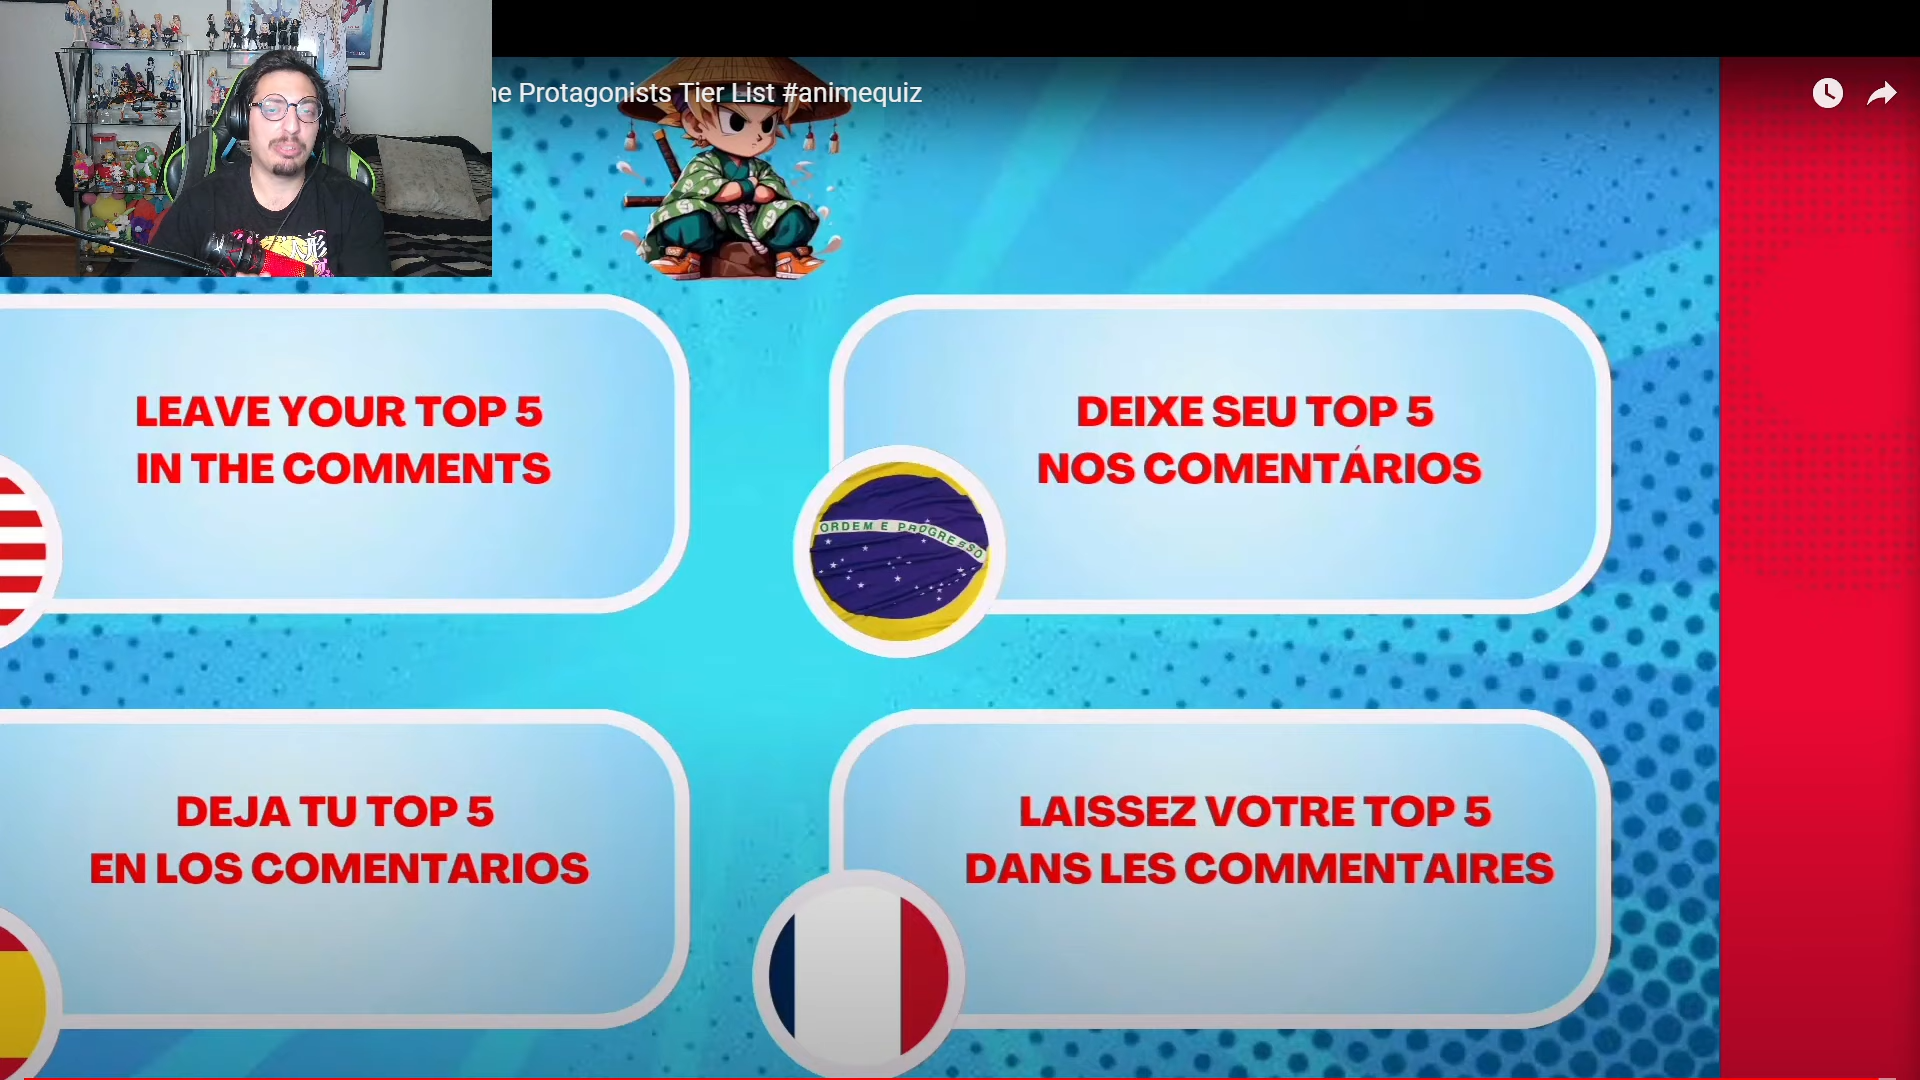 ne Protagonists Tier List #animequiz
LEAVE YOUR TOP 5
IN THE COMMENTS
DEIXE SEU TOP 5
NOS COMENTÁRIOS
ORDEM E PROGRESSO
DEJA TU TOP 5
EN LOS COMENTARIOS
LAISSEZ VOTRE TOP 5
DANS LES COMMENTAIRES